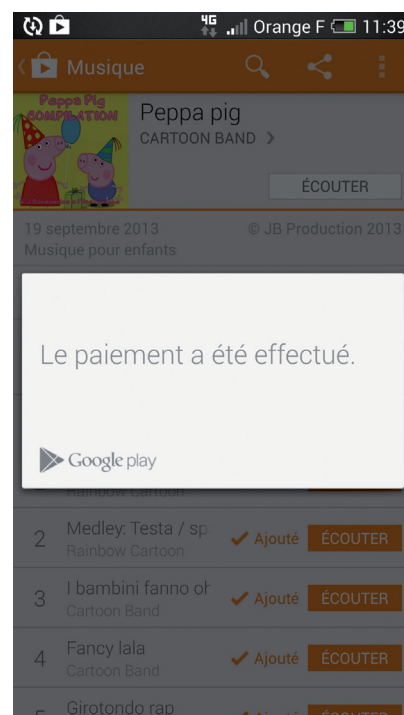 4G Orange F 11:39
Musique
Peppa Pig
COMPILATION
Peppa pig
CARTOON BAND
ÉCOUTER
19 septembre 2013 © JB Production 2013
Musique pour enfants
Le paiement a été effectué.
Google play
Rainbow Cartoon
2 Medley: Testa / sp Ajouté ÉCOUTER
Rainbow Cartoon
3 I bambini fanno oh Ajouté ÉCOUTER
Cartoon Band
4 Fancy lala Ajouté ÉCOUTER
Cartoon Band
5 Girotondo rap